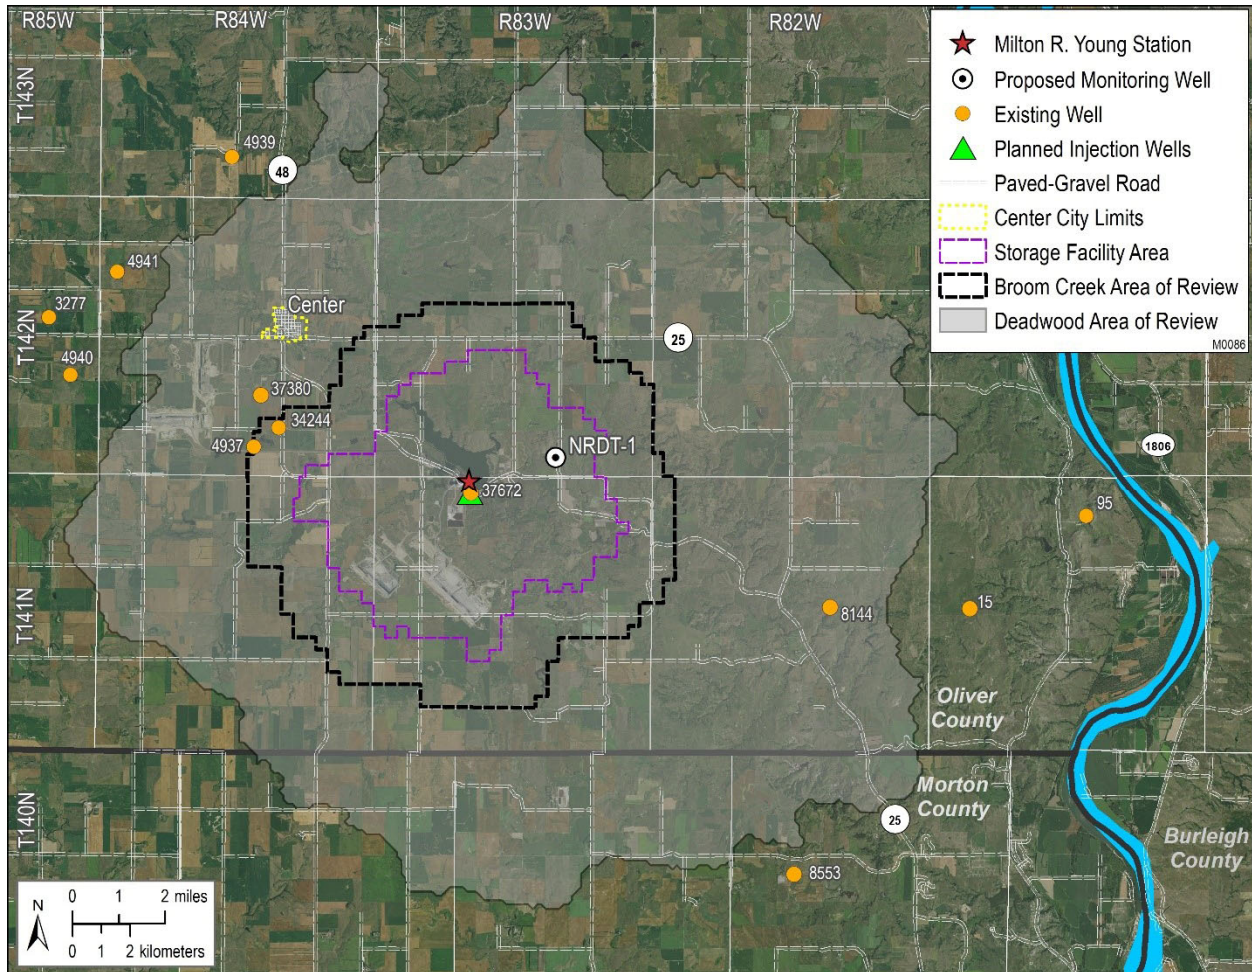 R85W
R84W
R83W
R82W
Milton R. Young Station
Proposed Monitoring Well
Existing Well
Planned Injection Wells
Paved-Gravel Road
Center City Limits
Storage Facility Area
Broom Creek Area of Review
Deadwood Area of Review
M0086
T143N
4939
48
4941
3277
Center
T142N
25
4940
37380
34244
4937
NRDT-1
1806
37672
95
T141N
15
8144
Oliver
County
Morton
County
T140N
25
Burleigh
County
8553
0 1 2 miles
N
0 1 2 kilometers